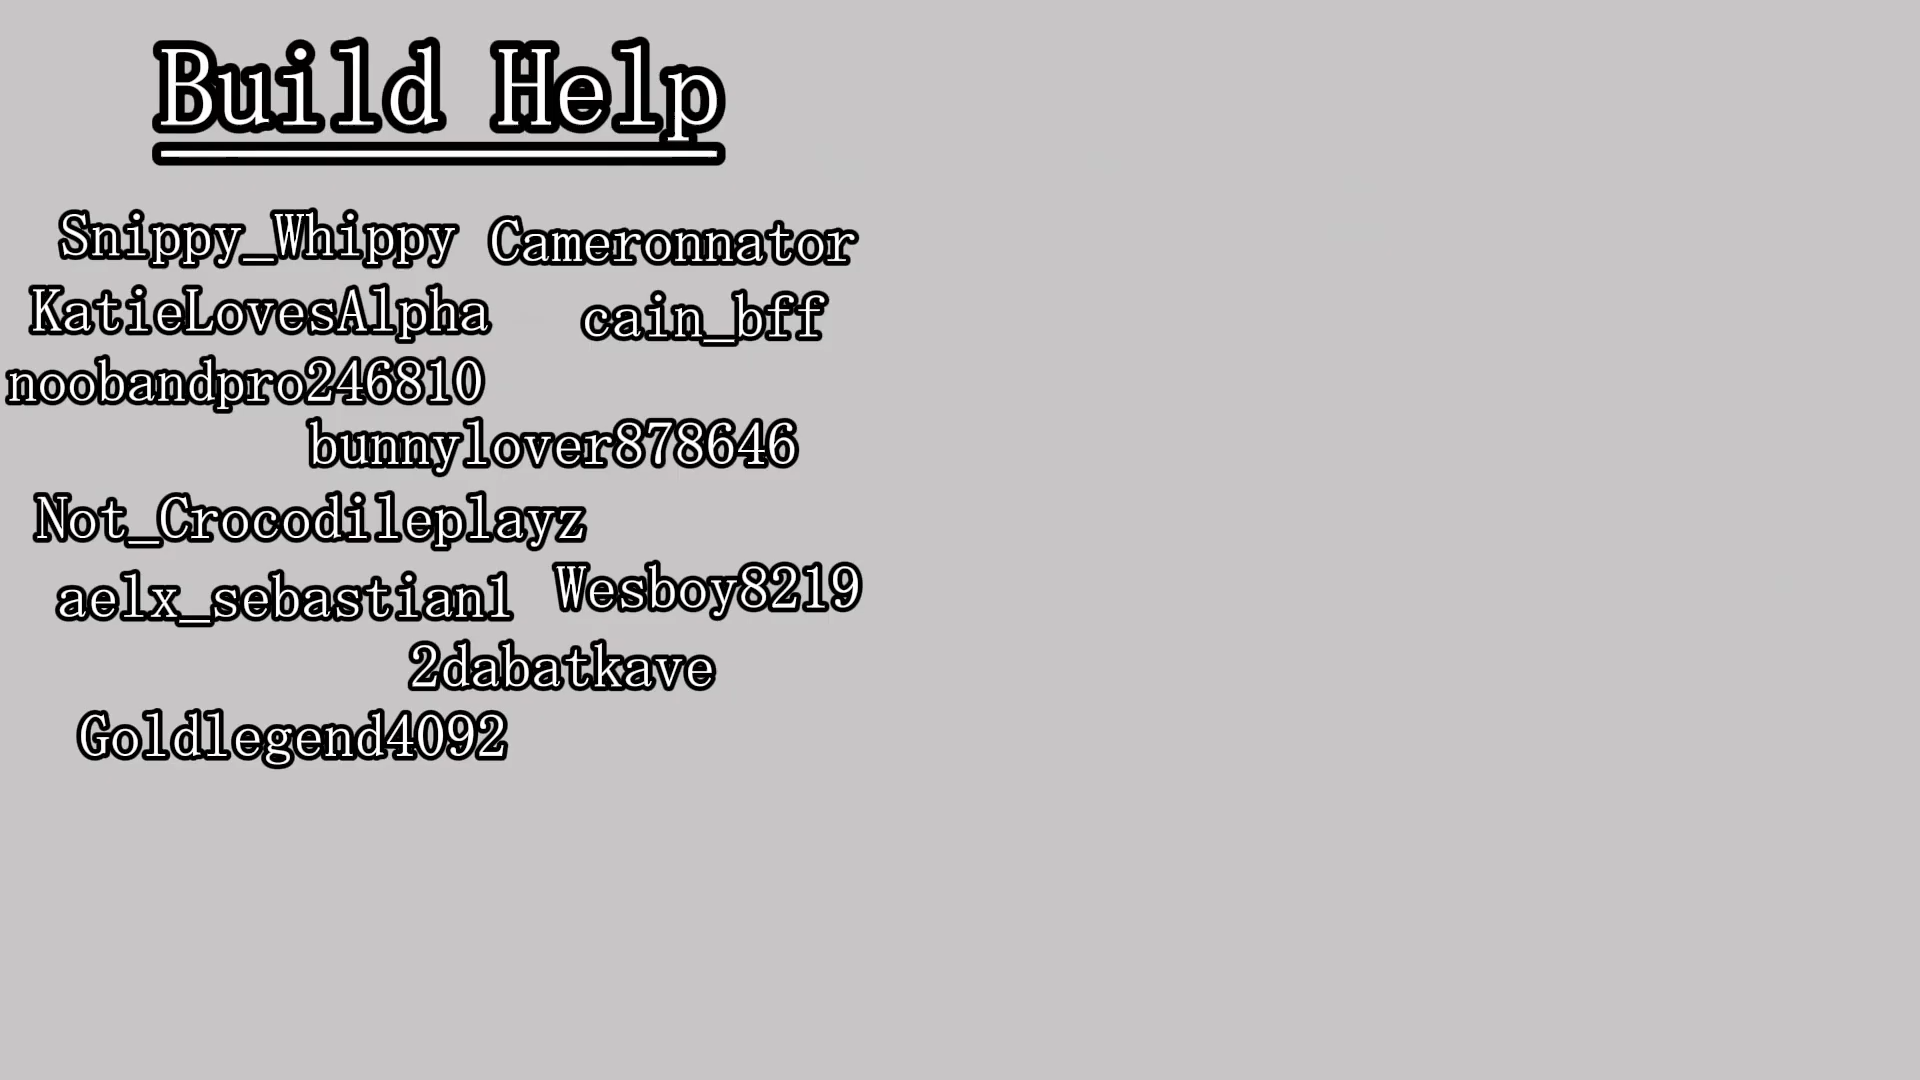 Build Help
Snippy_Whippy Cameronnator
KatieLovesAlpha cain_bff
noobandpro246810
bunnylover878646
Not_Crocodileplayz
aelx_sebastian1 Wesboy8219
2dabatkave
Goldlegend4092